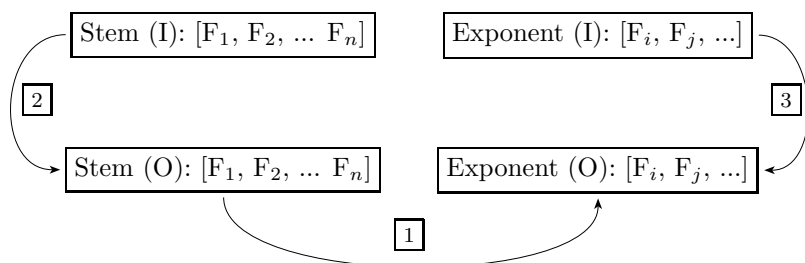 Stem (I): [F₁, F₂, ... Fₙ] Exponent (I): [Fᵢ, Fⱼ, ...]
2 3
Stem (O): [F₁, F₂, ... Fₙ] Exponent (O): [Fᵢ, Fⱼ, ...]
1